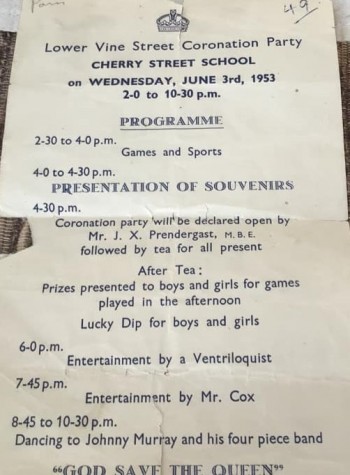 Lower Vine Street Coronation Party
CHERRY STREET SCHOOL
on WEDNESDAY, JUNE 3rd, 1953
2-0 to 10-30 p.m.
PROGRAMME
2-30 to 4-0 p.m.
Games and Sports
4-0 to 4-30 p.m.
PRESENTATION OF SOUVENIRS
4-30 p.m.
Coronation party will be declared open by
Mr. J. X. Prendergast, M.B.E.
followed by tea for all present
After Tea:
Prizes presented to boys and girls for games
played in the afternoon
Lucky Dip for boys and girls
6-0 p.m.
Entertainment by a Ventriloquist
7-45 p.m.
Entertainment by Mr. Cox
8-45 to 10-30 p.m.
Dancing to Johnny Murray and his four piece band
"GOD SAVE THE QUEEN"